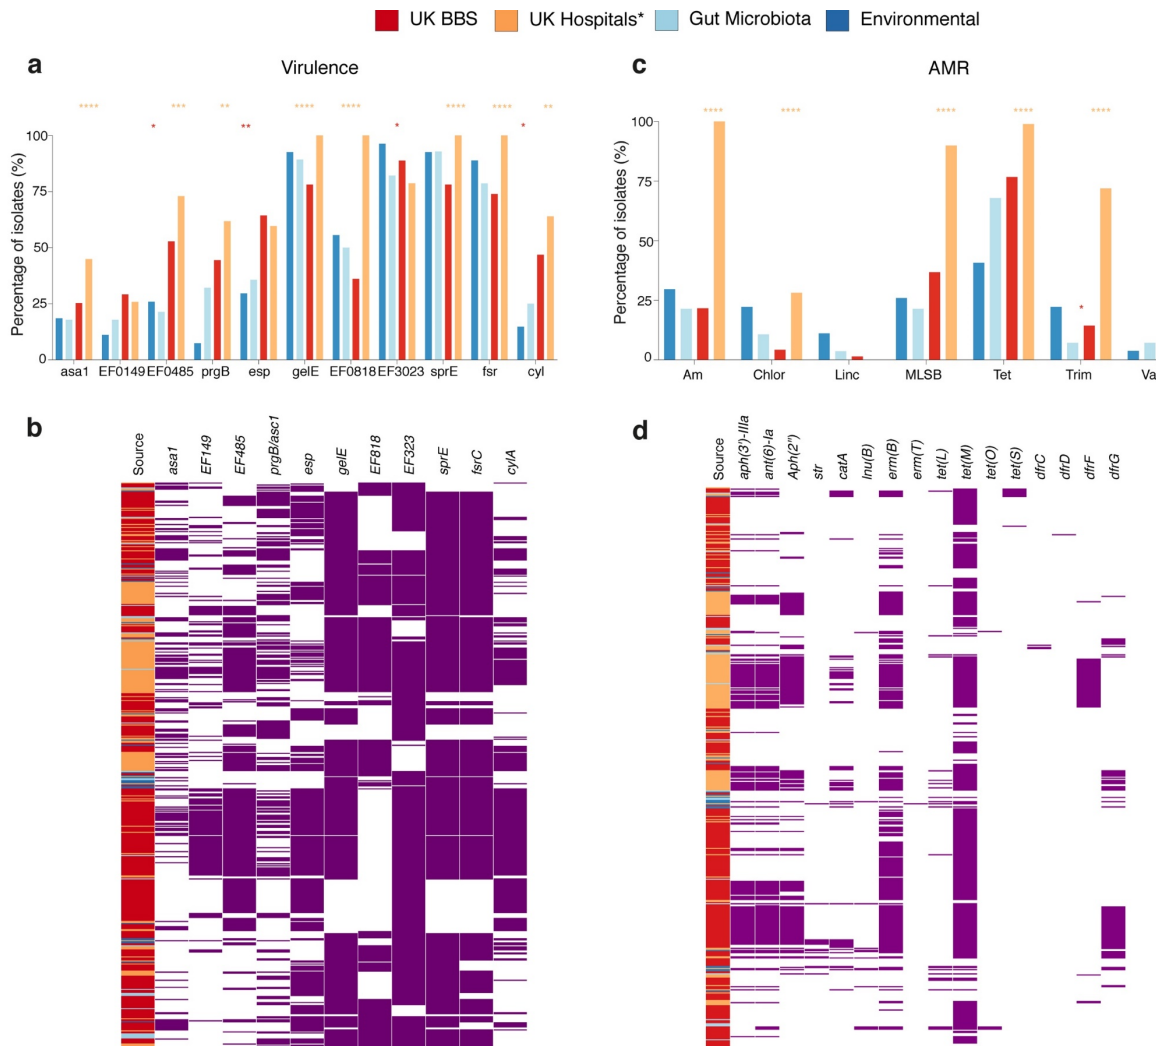 UK BBS UK Hospitals* Gut Microbiota Environmental
a Virulence
**** *** ** **** **** **** **** **
* ** * *
Percentage of isolates (%)
100
75
50
25
0
asa1 EF0149 EF0485 prgB esp gelE EF0818 EF3023 sprE fsr cyl
c AMR
**** **** **** **** ****
*
Percentage of isolates (%)
100
75
50
25
0
Am Chlor Linc MLSB Tet Trim Va
b
Source asa1 EF149 EF485 prgB/asc1 esp gelE EF818 EF323 sprE fsrC cylA
d
Source aph(3')-IIIa ant(6)-Ia Aph(2'') str catA lnu(B) erm(B) erm(T) tet(L) tet(M) tet(O) tet(S) dfrC dfrD dfrF dfrG